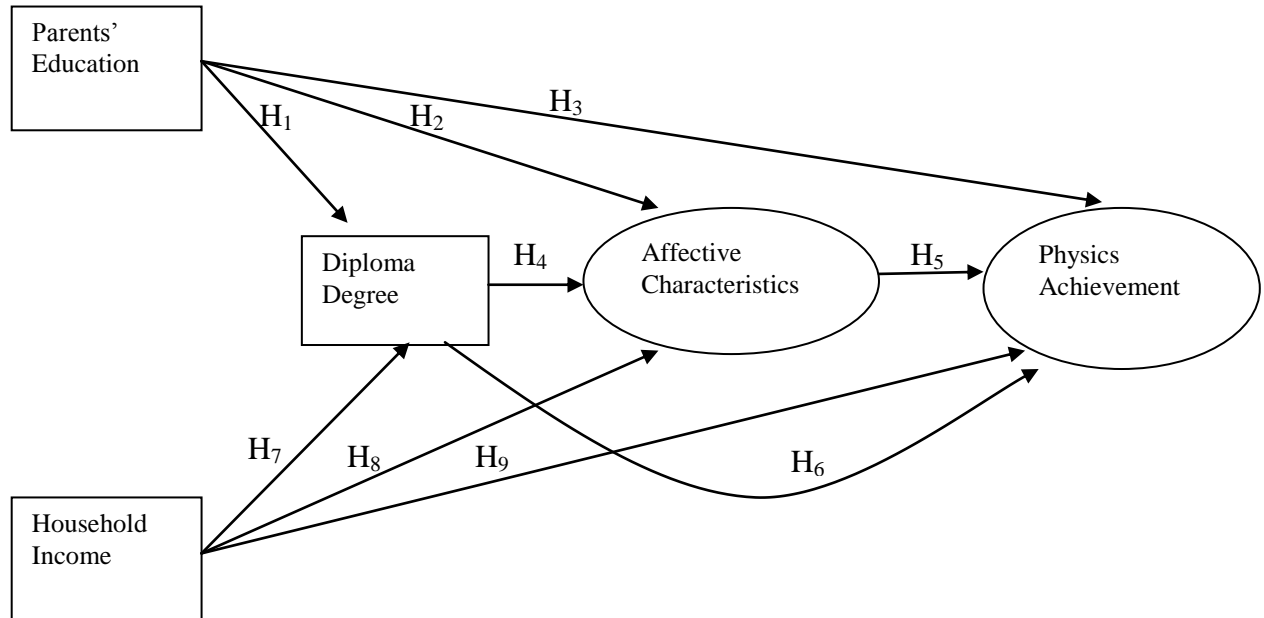 Parents’
Education
H3
H1
H2
Diploma
Degree
H4
Affective
Characteristics
H5
Physics
Achievement
H7
H8
H9
H6
Household
Income